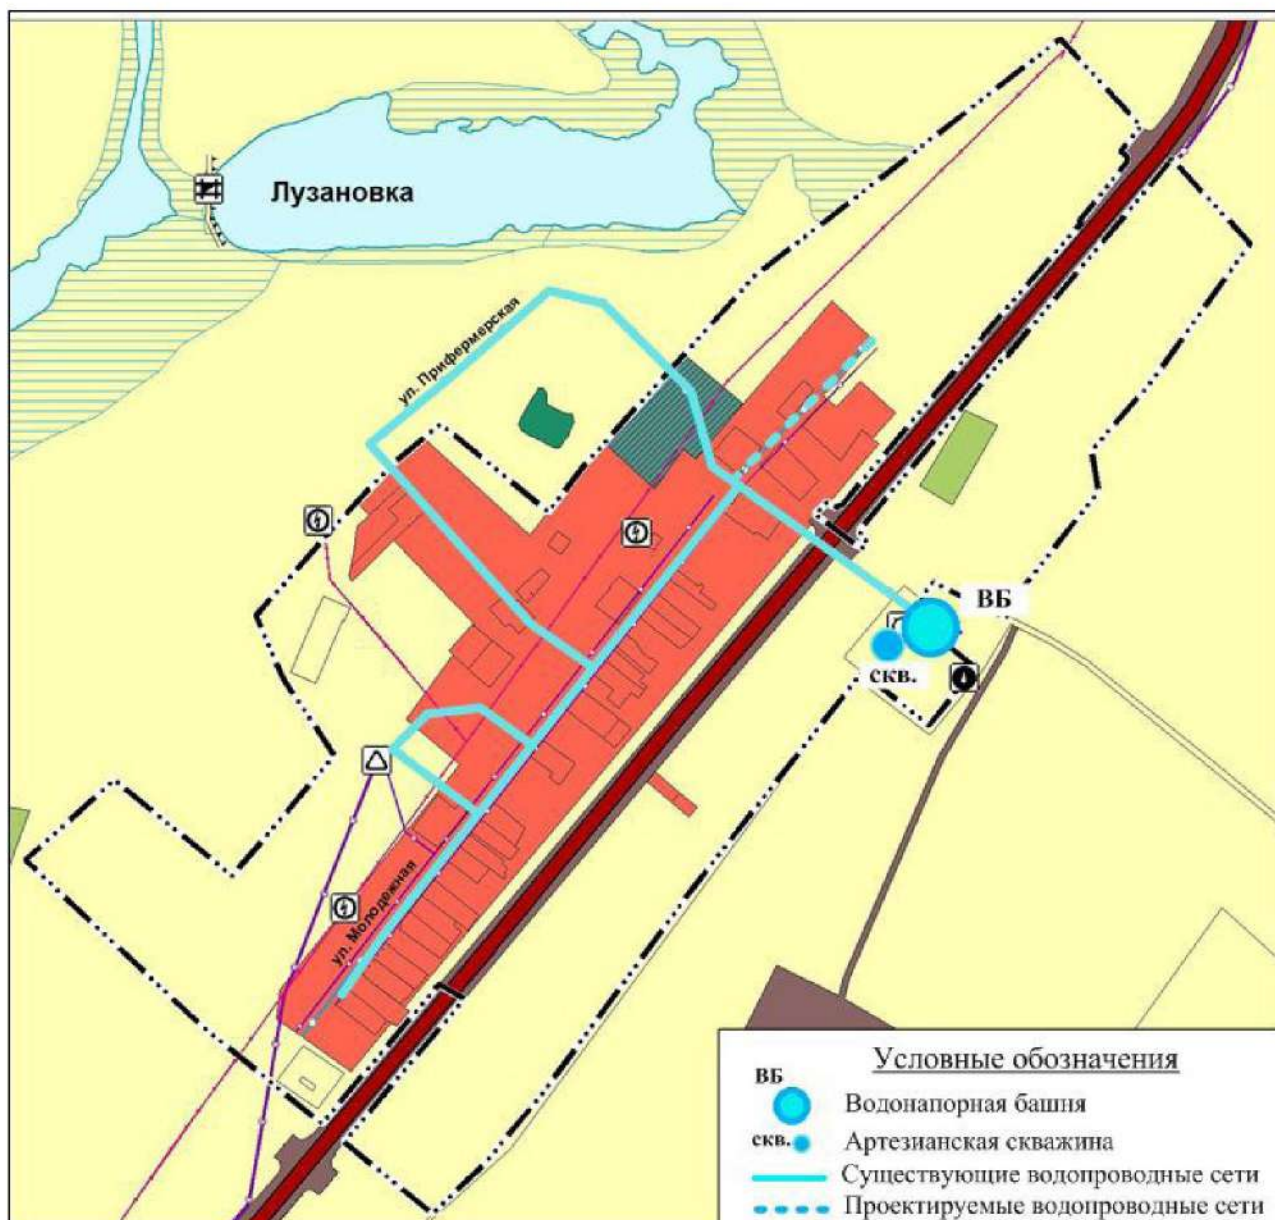 Лузановка
ул. Прифермерская
ВБ
скв.
ул. Молодежная
Условные обозначения
ВБ
Водонапорная башня
скв.
Артезианская скважина
Существующие водопроводные сети
Проектируемые водопроводные сети